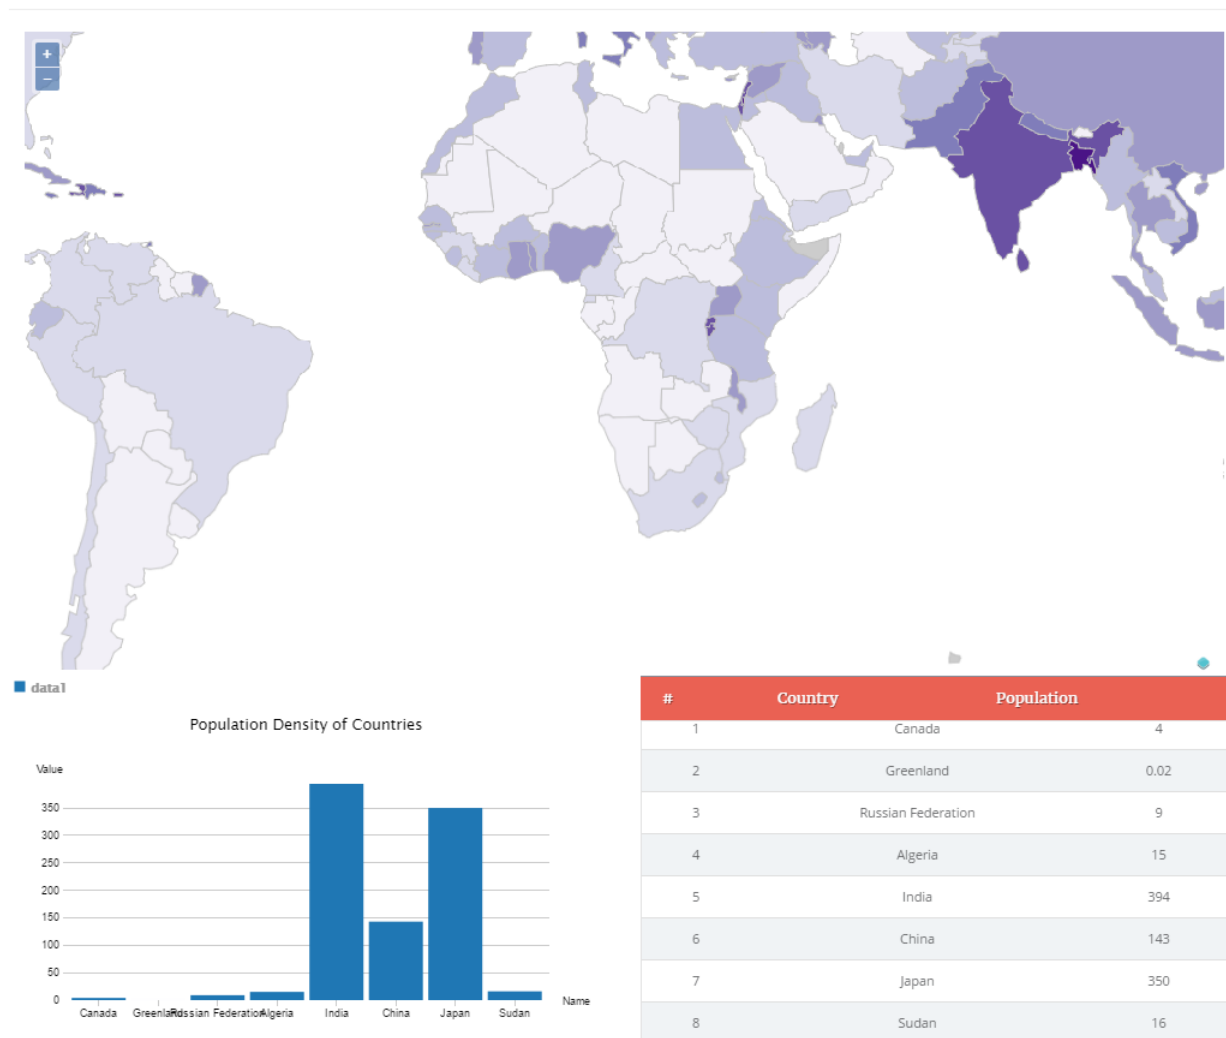 +
−
data1
Population Density of Countries
Value
350
300
250
200
150
100
50
0
Canada Greenland Russian Federation Algeria India China Japan Sudan
Name
# Country Population
1 Canada 4
2 Greenland 0.02
3 Russian Federation 9
4 Algeria 15
5 India 394
6 China 143
7 Japan 350
8 Sudan 16